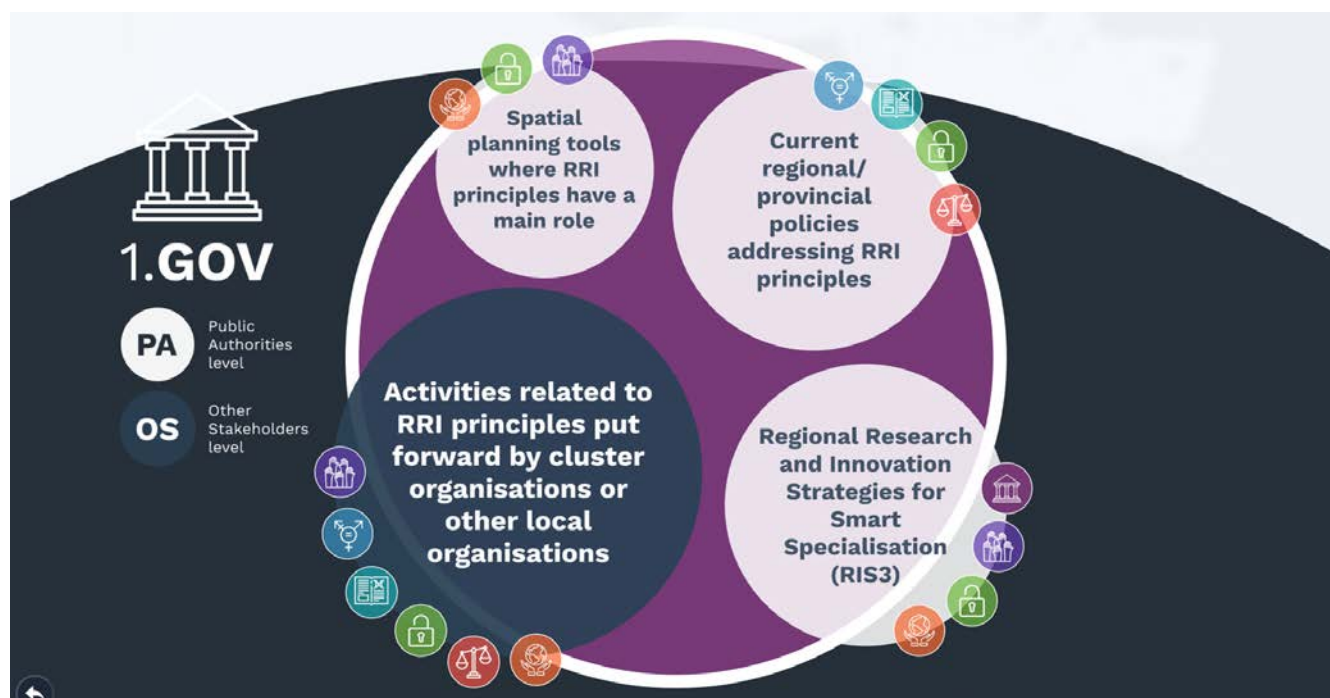 1.GOV
PA
Public
Authorities
level
OS
Other
Stakeholders
level
Spatial
planning tools
where RRI
principles have a
main role
Current
regional/
provincial
policies
addressing RRI
principles
Activities related to
RRI principles put
forward by cluster
organisations or
other local
organisations
Regional Research
and Innovation
Strategies for
Smart
Specialisation
(RIS3)